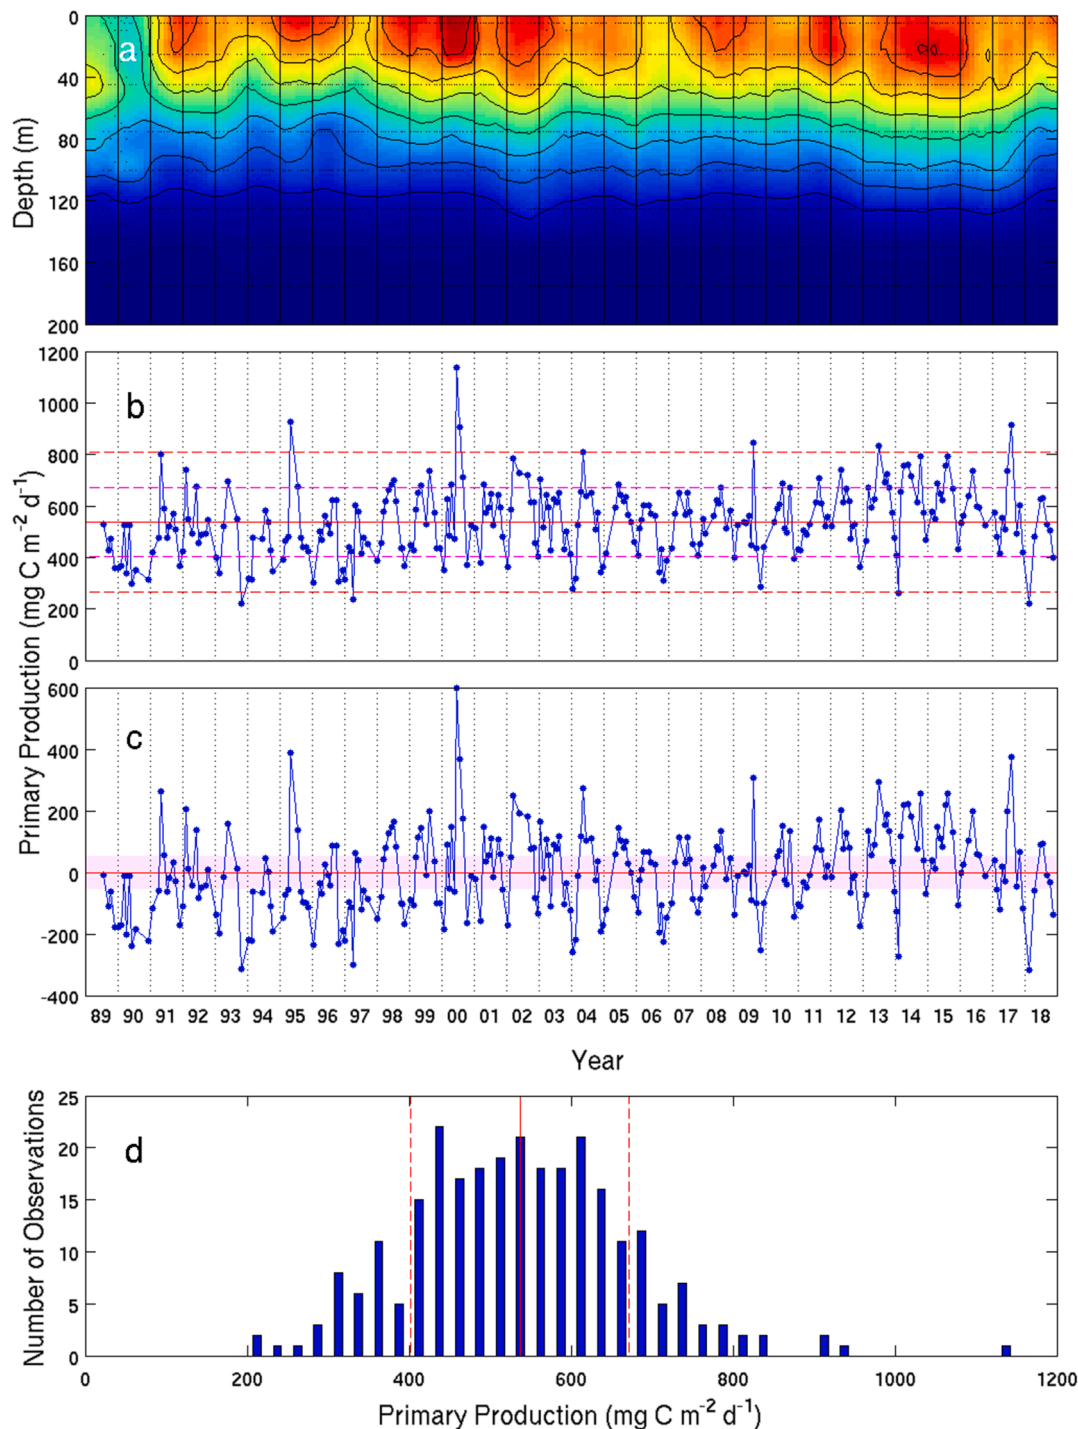 a
0
40
80
120
160
200
Depth (m)
b
1200
1000
800
600
400
200
0
c
600
400
200
0
-200
-400
Primary Production (mg C m-2 d-1)
89 90 91 92 93 94 95 96 97 98 99 00 01 02 03 04 05 06 07 08 09 10 11 12 13 14 15 16 17 18
Year
d
25
20
15
10
5
0
Number of Observations
0 200 400 600 800 1000 1200
Primary Production (mg C m-2 d-1)